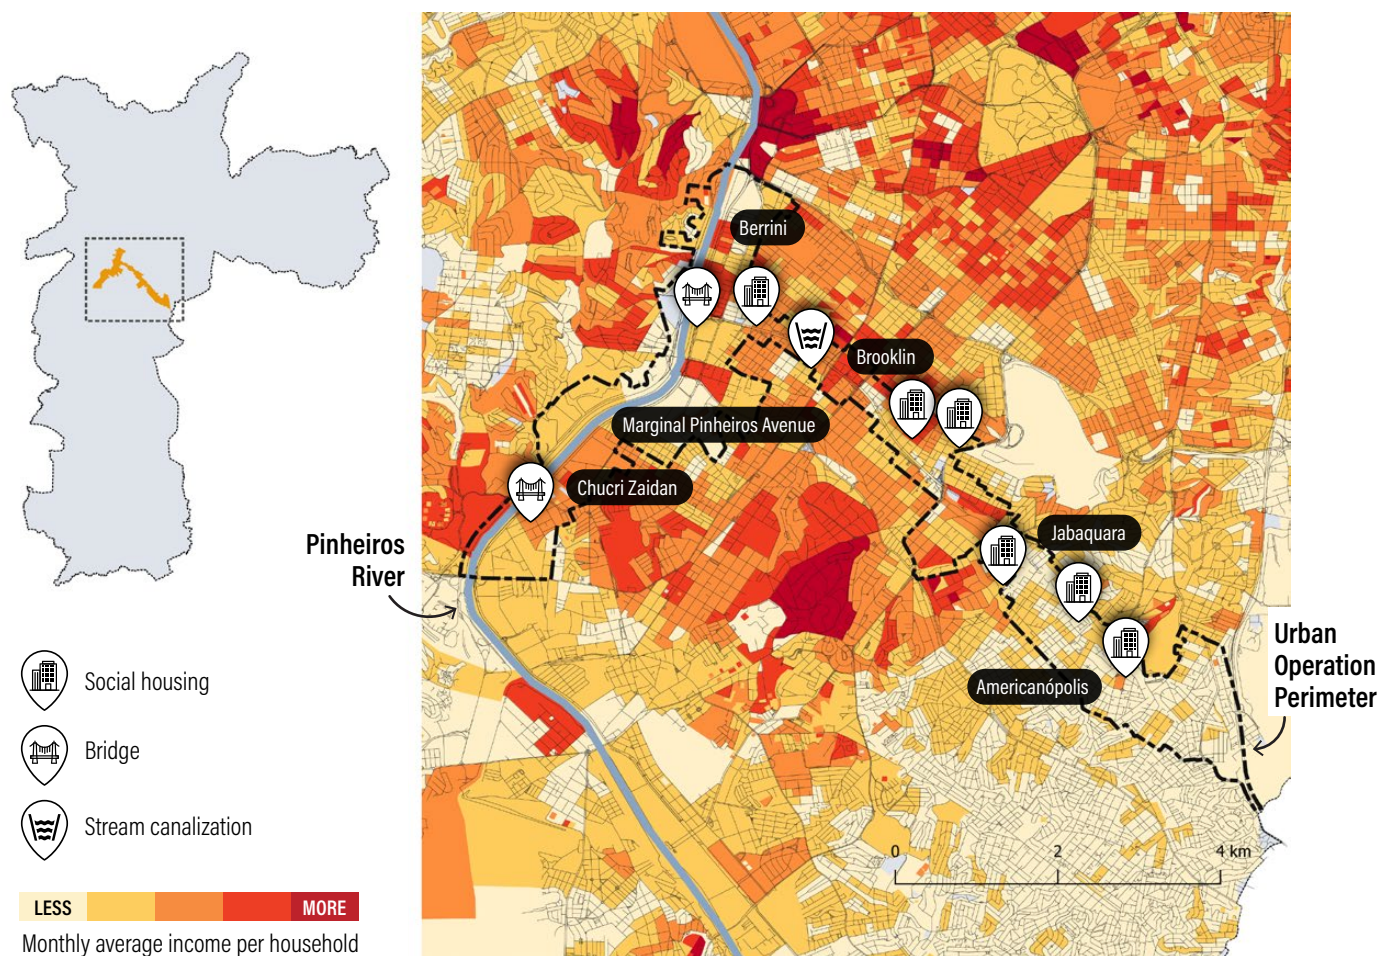 Berrini
Brooklin
Marginal Pinheiros Avenue
Chucri Zaidan
Pinheiros
River
Jabaquara
Americanópolis
Urban
Operation
Perimeter
Social housing
Bridge
Stream canalization
0 2 4 km
LESS MORE
Monthly average income per household